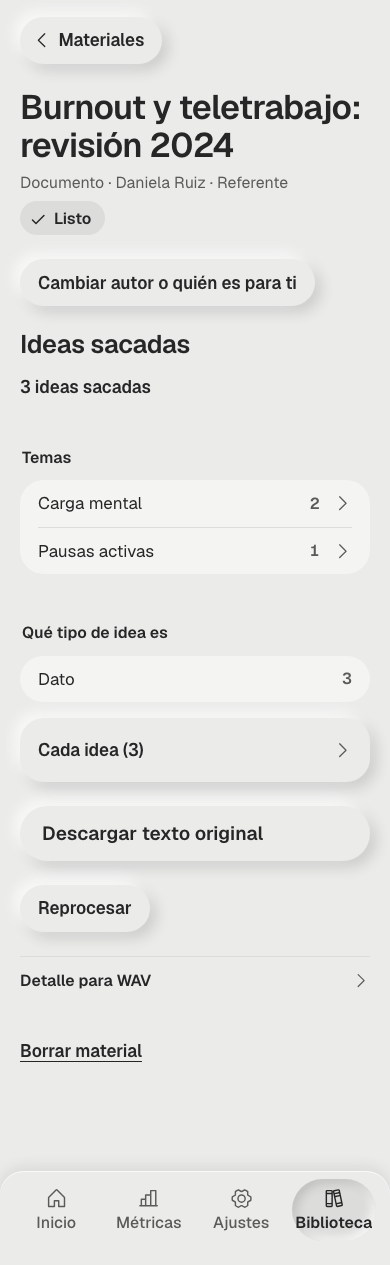 Materiales
Burnout y teletrabajo:
revisión 2024
Documento · Daniela Ruiz · Referente
Listo
Cambiar autor o quién es para ti
Ideas sacadas
3 ideas sacadas
Temas
Carga mental 2
Pausas activas 1
Qué tipo de idea es
Dato 3
Cada idea (3)
Descargar texto original
Reprocesar
Detalle para WAV
Borrar material
Inicio Métricas Ajustes Biblioteca